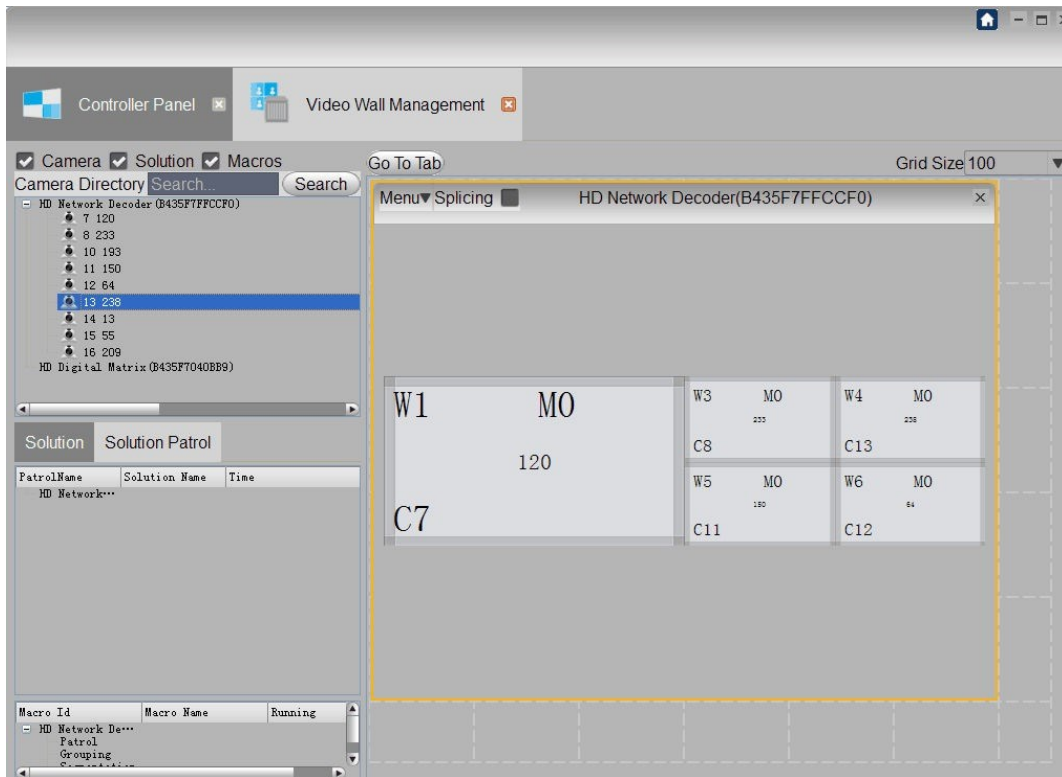 Controller Panel
Video Wall Management
Camera Solution Macros
Camera Directory Search... Search
HD Network Decoder (B435F7FFCCF0)
7 120
8 233
10 193
11 150
12 64
13 238
14 13
15 55
16 209
HD Digital Matrix (B435F7040BB9)
Solution Solution Patrol
PatrolName Solution Name Time
HD Network...
Macro Id Macro Name Running
HD Network De...
Patrol
Grouping
Go To Tab Grid Size 100
Menu Splicing HD Network Decoder(B435F7FFCCF0)
W1 M0
120
C7
W3 M0
233
C8
W4 M0
238
C13
W5 M0
150
C11
W6 M0
64
C12